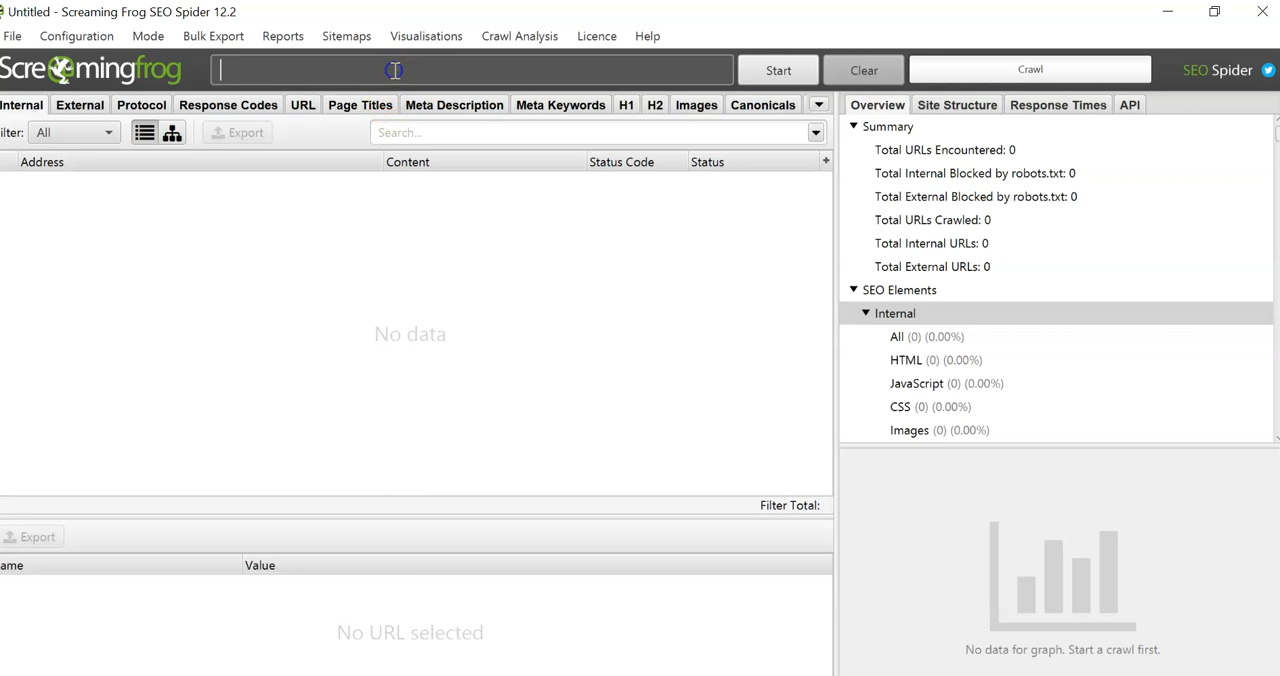 Untitled - Screaming Frog SEO Spider 12.2
File Configuration Mode Bulk Export Reports Sitemaps Visualisations Crawl Analysis Licence Help
Screamingfrog Start Clear Crawl SEO Spider
Internal External Protocol Response Codes URL Page Titles Meta Description Meta Keywords H1 H2 Images Canonicals
ilter: All Export Search...
Address Content Status Code Status +
No data
Filter Total:
Export
ame Value
No URL selected
Overview Site Structure Response Times API
Summary
Total URLs Encountered: 0
Total Internal Blocked by robots.txt: 0
Total External Blocked by robots.txt: 0
Total URLs Crawled: 0
Total Internal URLs: 0
Total External URLs: 0
SEO Elements
Internal
All (0) (0.00%)
HTML (0) (0.00%)
JavaScript (0) (0.00%)
CSS (0) (0.00%)
Images (0) (0.00%)
No data for graph. Start a crawl first.